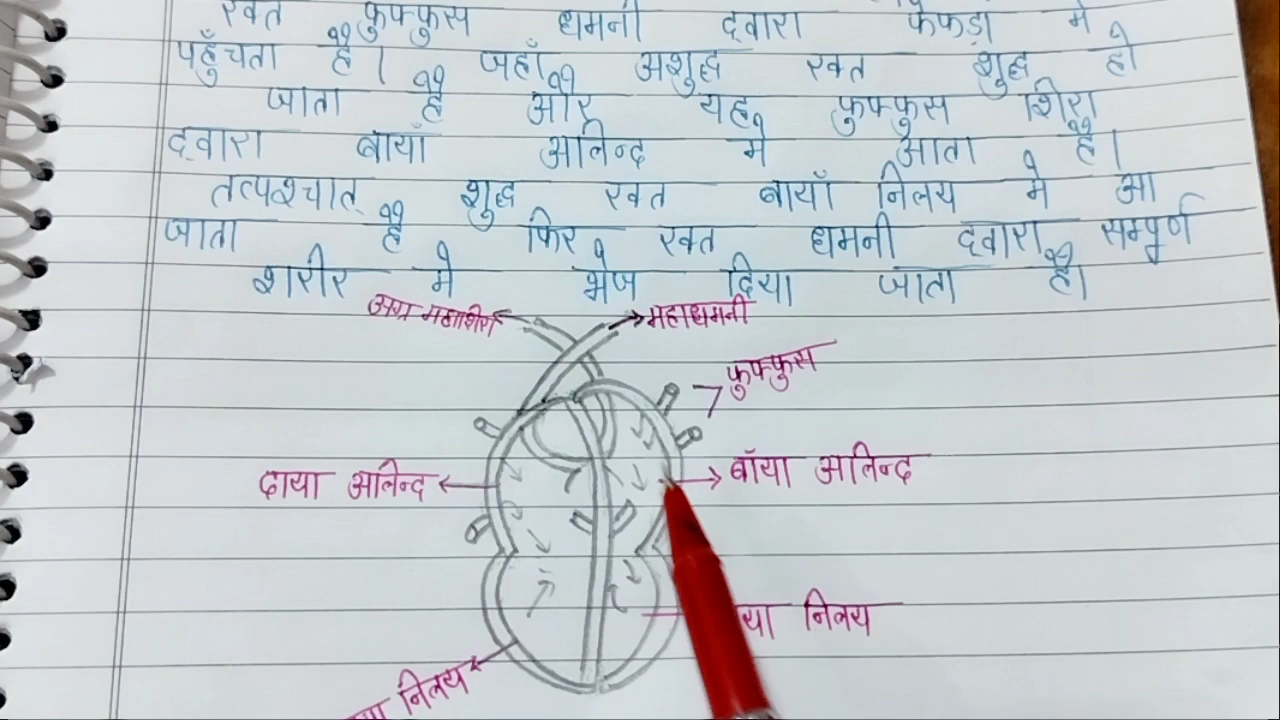 रक्त फुफ्फुस धमनी द्वारा फेफड़ा में
पहुँचता है। जहाँ अशुद्ध रक्त शुद्ध हो
जाता है और यह फुफ्फुस शिरा
द्वारा बायाँ अलिन्द मे आता है।
तत्पश्चात् शुद्ध रक्त बायाँ निलय मे आ
जाता है फिर रक्त धमनी द्वारा सम्पूर्ण
शरीर मे भेज दिया जाता है।
अग्र महाशिरा
महाधमनी
फुफ्फुस
दाया अलिन्द
बॉया अलिन्द
निलय
निलय